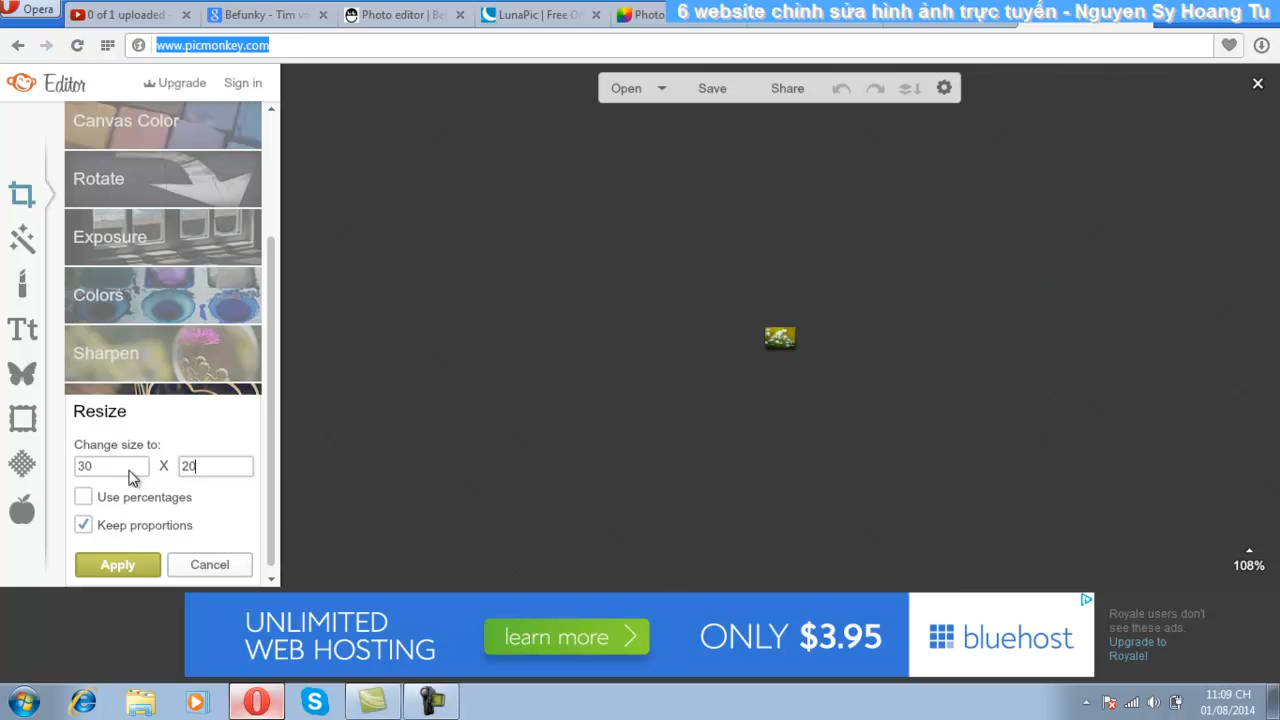 6 website chỉnh sửa hình ảnh trực tuyến - Nguyen Sy Hoang Tu
Opera
0 of 1 uploaded
Befunky - Tìm v
Photo editor | Be
LunaPic | Free O
Photo
www.picmonkey.com
Editor
Upgrade
Sign in
Open
Save
Share
Canvas Color
Rotate
Exposure
Colors
Sharpen
Tt
Resize
Change size to:
30 X 20
Use percentages
Keep proportions
Apply
Cancel
108%
UNLIMITED
WEB HOSTING
learn more
ONLY $3.95
bluehost
Royale users don't
see these ads.
Upgrade to
Royale!
11:09 CH
01/08/2014